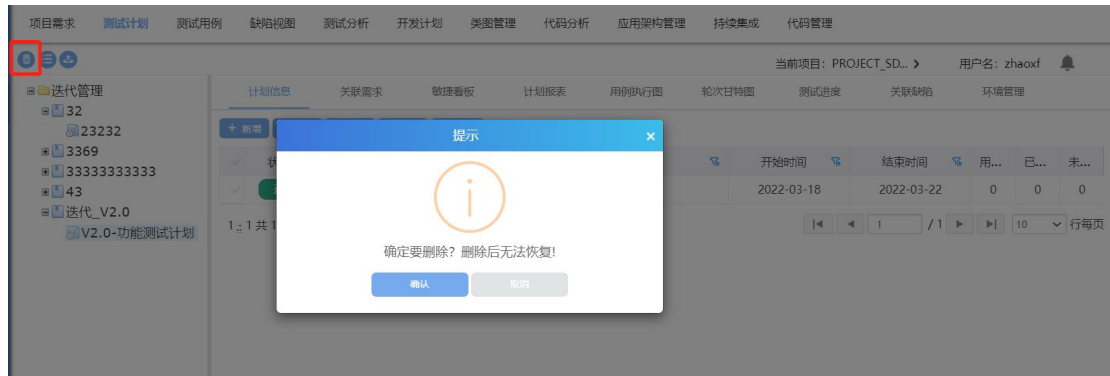 项目需求 测试计划 测试用例 缺陷视图 测试分析 开发计划 类图管理 代码分析 应用架构管理 持续集成 代码管理
当前项目：PROJECT_SD... 用户名：zhaoxf
迭代管理
32
23232
3369
33333333333
43
迭代_V2.0
V2.0-功能测试计划
计划信息 关联需求 敏捷看板 计划报表 用例执行图 轮次甘特图 测试进度 关联缺陷 环境管理
+ 新增
提示 ×
开始时间 结束时间 用... 已... 未...
2022-03-18 2022-03-22 0 0 0
1 - 1 共 1
1 / 1 10 行每页
确定要删除？删除后无法恢复!
确认 取消